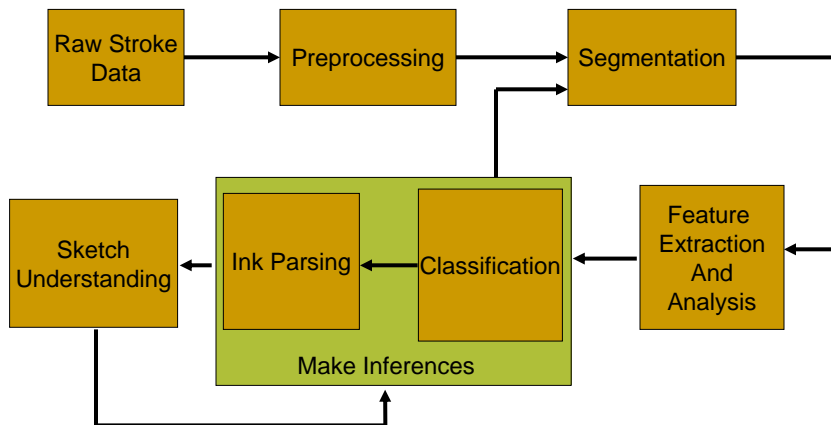 Raw Stroke
Data
Preprocessing
Segmentation
Sketch
Understanding
Ink Parsing
Classification
Feature
Extraction
And
Analysis
Make Inferences